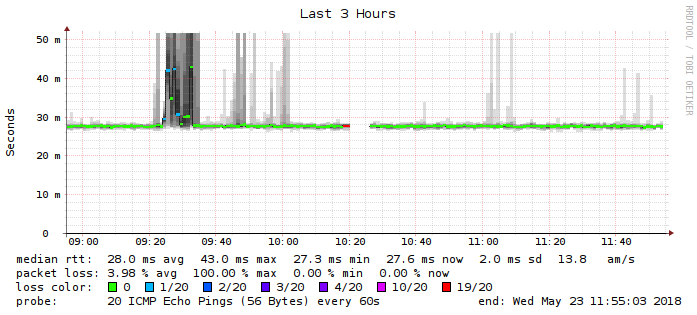 Last 3 Hours
RRDTOOL / TOBI OETIKER
Seconds
50 m
40 m
30 m
20 m
10 m
0
09:00 09:20 09:40 10:00 10:20 10:40 11:00 11:20 11:40
median rtt: 28.0 ms avg 43.0 ms max 27.3 ms min 27.6 ms now 2.0 ms sd 13.8 am/s
packet loss: 3.98 % avg 100.00 % max 0.00 % min 0.00 % now
loss color: 0 1/20 2/20 3/20 4/20 10/20 19/20
probe: 20 ICMP Echo Pings (56 Bytes) every 60s end: Wed May 23 11:55:03 2018